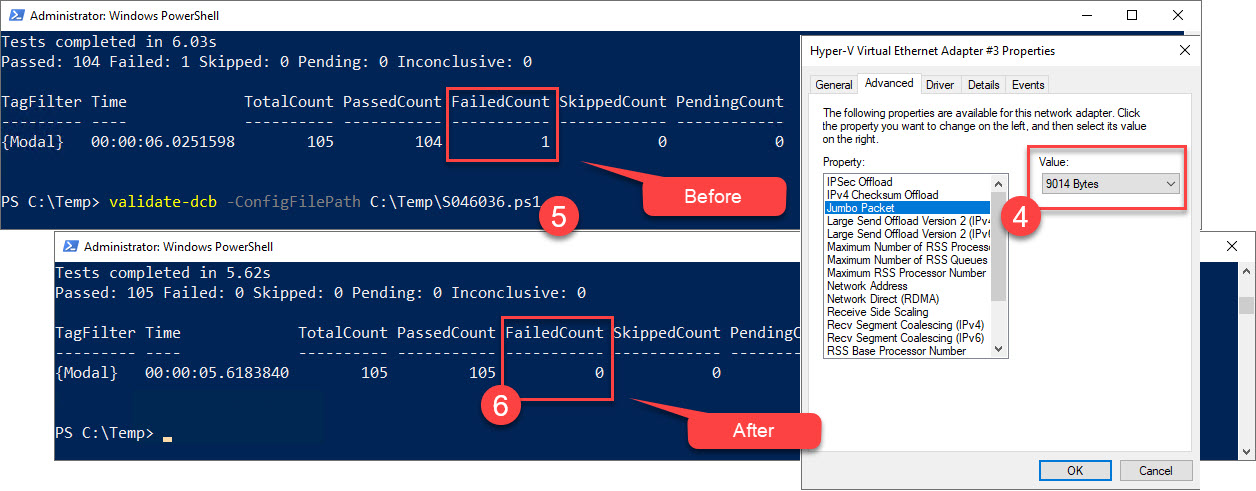 Administrator: Windows PowerShell
Tests completed in 6.03s
Passed: 104 Failed: 1 Skipped: 0 Pending: 0 Inconclusive: 0
TagFilter Time TotalCount PassedCount FailedCount SkippedCount PendingCount
--------- ---- ---------- ----------- ----------- ------------ ------------
{Modal} 00:00:06.0251598 105 104 1 0 0
Before
PS C:\Temp> validate-dcb -ConfigFilePath C:\Temp\S046036.ps1
5
Hyper-V Virtual Ethernet Adapter #3 Properties
General Advanced Driver Details Events
The following properties are available for this network adapter. Click
the property you want to change on the left, and then select its value
on the right.
Property:
Value:
9014 Bytes
4
IPSec Offload
IPv4 Checksum Offload
Jumbo Packet
Large Send Offload Version 2 (IPv4
Large Send Offload Version 2 (IPv6
Maximum Number of RSS Processo
Maximum Number of RSS Queues
Maximum RSS Processor Number
Network Address
Network Direct (RDMA)
Receive Side Scaling
Recv Segment Coalescing (IPv4)
Recv Segment Coalescing (IPv6)
RSS Base Processor Number
OK Cancel
Administrator: Windows PowerShell
Tests completed in 5.62s
Passed: 105 Failed: 0 Skipped: 0 Pending: 0 Inconclusive: 0
TagFilter Time TotalCount PassedCount FailedCount SkippedCount PendingCo
--------- ---- ---------- ----------- ----------- ------------ ---------
{Modal} 00:00:05.6183840 105 105 0 0
6
After
PS C:\Temp>